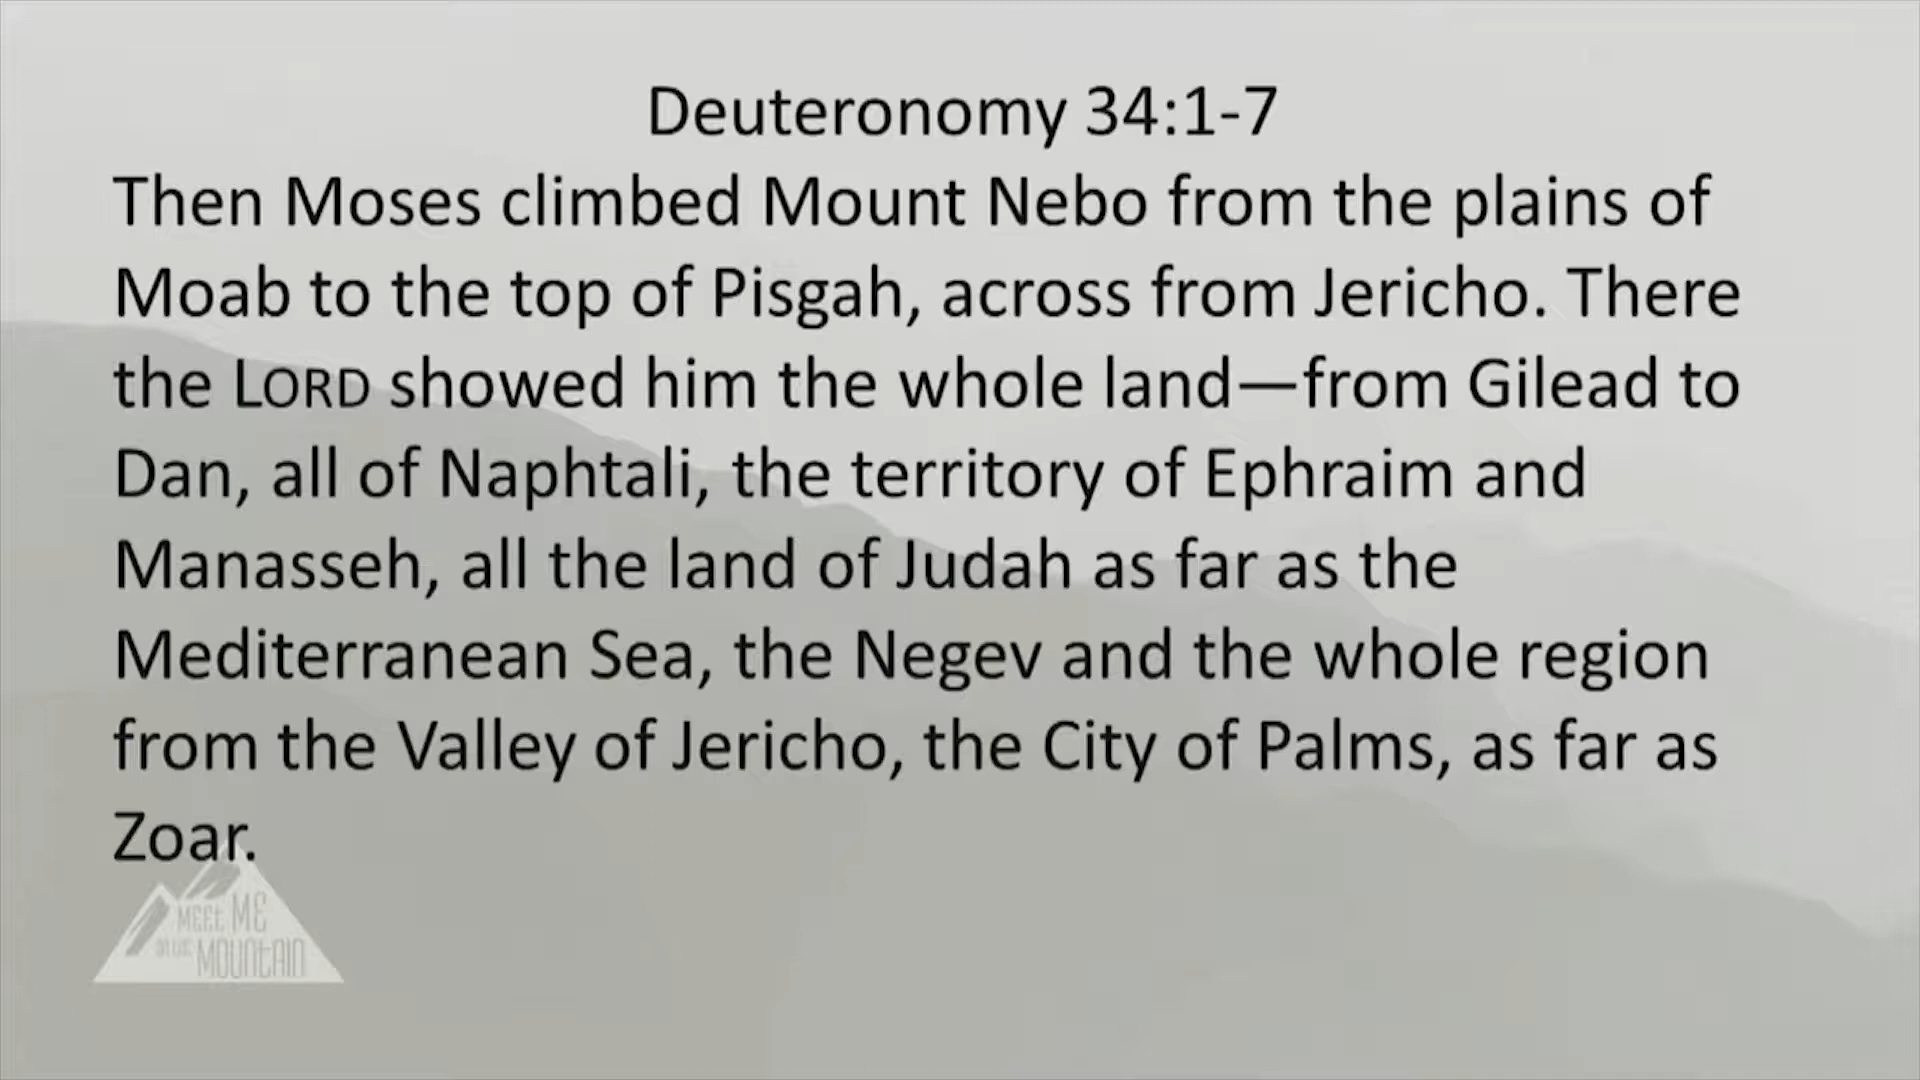 Deuteronomy 34:1-7
Then Moses climbed Mount Nebo from the plains of
Moab to the top of Pisgah, across from Jericho. There
the LORD showed him the whole land—from Gilead to
Dan, all of Naphtali, the territory of Ephraim and
Manasseh, all the land of Judah as far as the
Mediterranean Sea, the Negev and the whole region
from the Valley of Jericho, the City of Palms, as far as
Zoar.
MEEt ME
MOUNtAIN